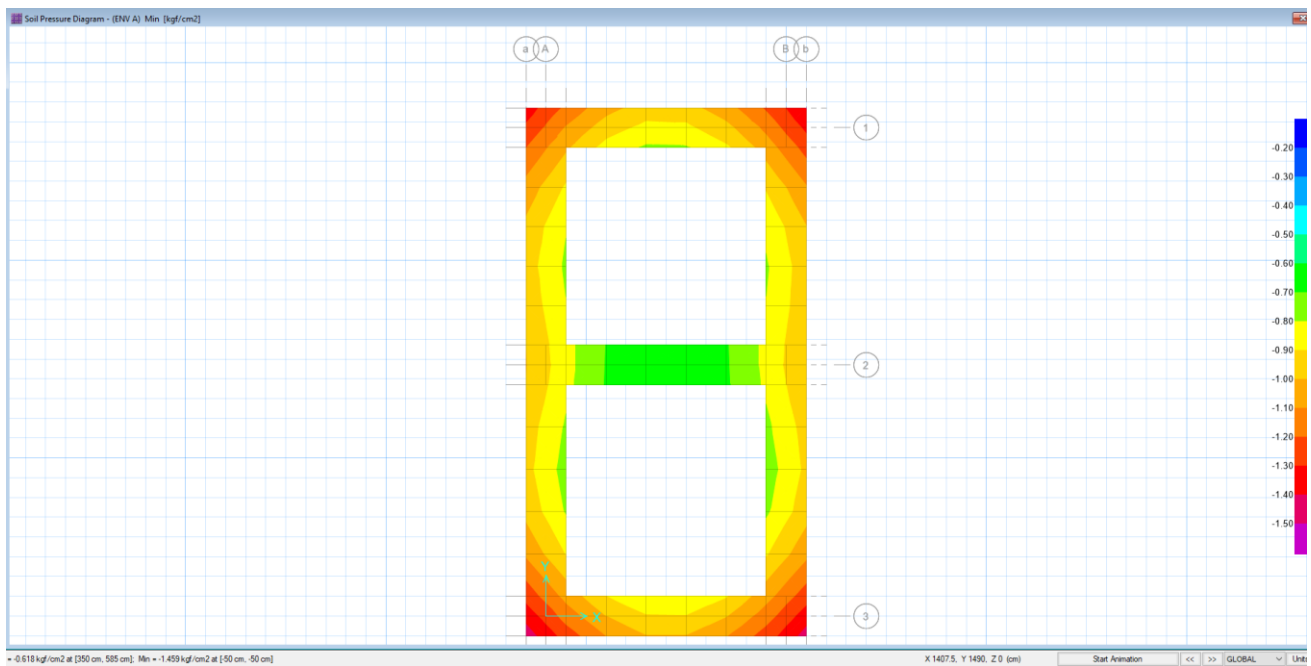 Soil Pressure Diagram - (ENV A) Min [kgf/cm2]
a A B b
1
-0.20
-0.30
-0.40
-0.50
-0.60
-0.70
-0.80
-0.90
-1.00
-1.10
-1.20
-1.30
-1.40
-1.50
2
Y
X
3
= -0.618 kgf/cm2 at [350 cm, 585 cm]; Min = -1.459 kgf/cm2 at [-50 cm, -50 cm]
X 1407.5, Y 1490, Z 0 (cm)
Start Animation
<< >>
GLOBAL
Units